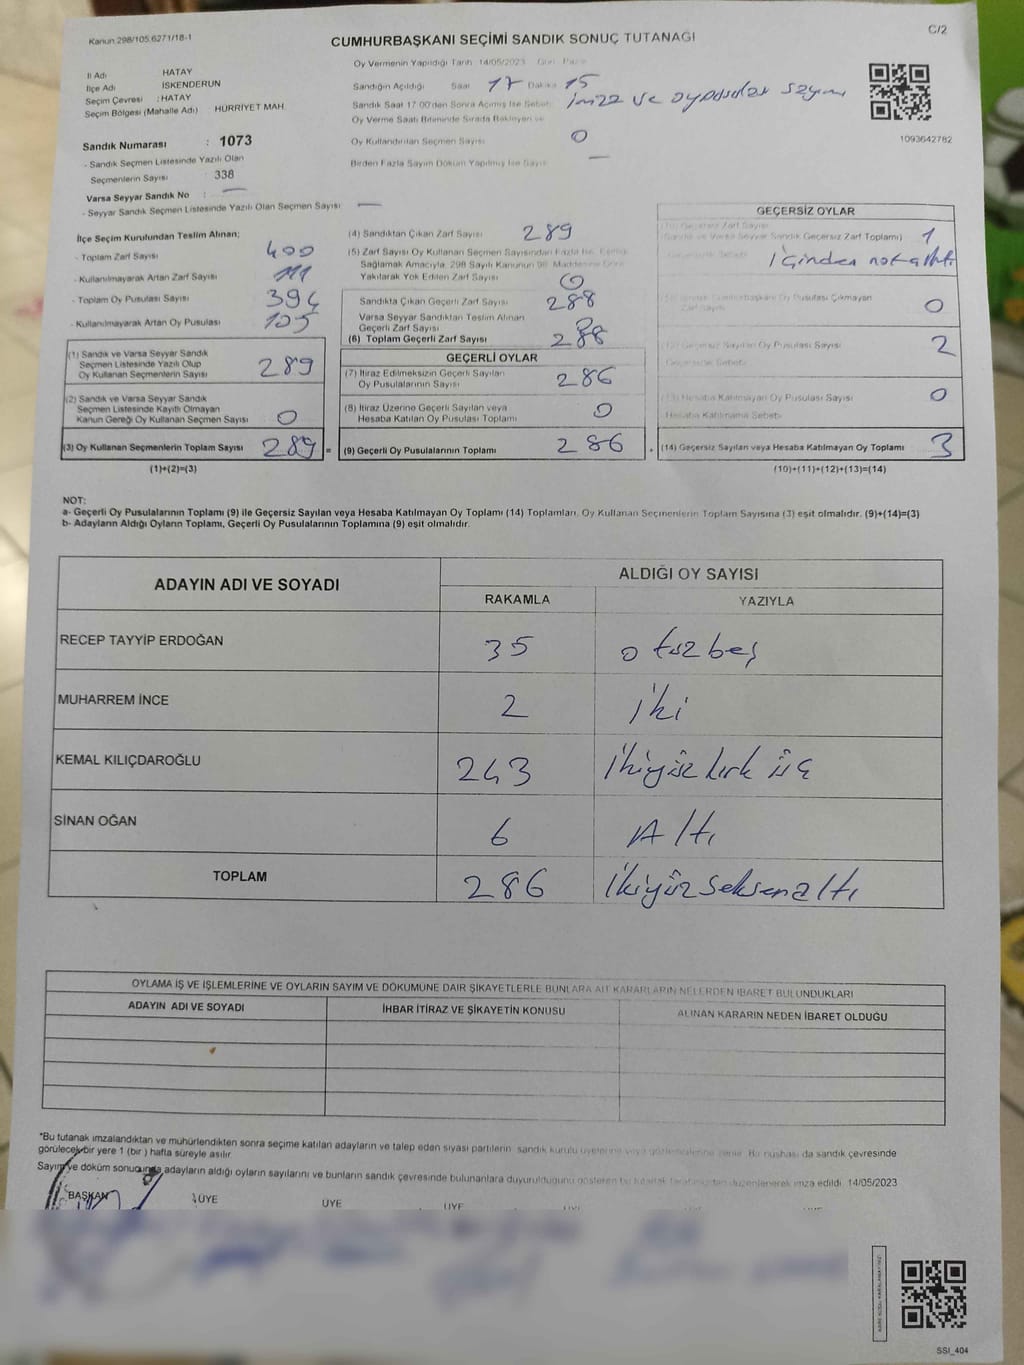 Kanun 298/105.6271/18-1
C/2
CUMHURBAŞKANI SEÇİMİ SANDIK SONUÇ TUTANAĞI
İl Adı HATAY
İlçe Adı İSKENDERUN
Seçim Çevresi : HATAY
Seçim Bölgesi (Mahalle Adı) HÜRRİYET MAH.
Sandık Numarası : 1073
- Sandık Seçmen Listesinde Yazılı Olan
Seçmenlerin Sayısı 338
Varsa Seyyar Sandık No : —
- Seyyar Sandık Seçmen Listesinde Yazılı Olan Seçmen Sayısı —
Oy Vermenin Yapıldığı Tarih 14/05/2023 Gün Pazar
Sandığın Açıldığı Saat 17 Dakika 15
Sandık Saat 17.00'den Sonra Açılmış İse Sebebi imza ve oy pusulası sayımı
Oy Verme Saati Bitiminde Sırada Bekleyen ve
Oy Kullandırılan Seçmen Sayısı 0
Birden Fazla Sayım Döküm Yapılmış İse Sayısı —
1093642782
İlçe Seçim Kurulundan Teslim Alınan;
- Toplam Zarf Sayısı 400
- Kullanılmayarak Artan Zarf Sayısı 111
- Toplam Oy Pusulası Sayısı 394
- Kullanılmayarak Artan Oy Pusulası 105
(1) Sandık ve Varsa Seyyar Sandık
Seçmen Listesinde Yazılı Olup
Oy Kullanan Seçmenlerin Sayısı 289
(2) Sandık ve Varsa Seyyar Sandık
Seçmen Listesinde Kayıtlı Olmayan
Kanun Gereği Oy Kullanan Seçmen Sayısı 0
(3) Oy Kullanan Seçmenlerin Toplam Sayısı 289 =
(1)+(2)=(3)
(4) Sandıktan Çıkan Zarf Sayısı 289
(5) Zarf Sayısı Oy Kullanan Seçmen Sayısından Fazla İse, Eşitliği
Sağlamak Amacıyla, 298 Sayılı Kanunun 98. Maddesine Göre
Yakılarak Yok Edilen Zarf Sayısı 0
Sandıkta Çıkan Geçerli Zarf Sayısı 288
Varsa Seyyar Sandıktan Teslim Alınan
Geçerli Zarf Sayısı
(6) Toplam Geçerli Zarf Sayısı 288
GEÇERLİ OYLAR
(7) İtiraz Edilmeksizin Geçerli Sayılan
Oy Pusulalarının Sayısı 286
(8) İtiraz Üzerine Geçerli Sayılan veya
Hesaba Katılan Oy Pusulası Toplamı 0
(9) Geçerli Oy Pusulalarının Toplamı 286 +
GEÇERSİZ OYLAR
(10) Geçersiz Zarf Sayısı
(Sandık ve Varsa Seyyar Sandık Geçersiz Zarf Toplamı) 1
Geçersizlik Sebebi İçinden not çıktı
Cumhurbaşkanı Oy Pusulası Çıkmayan
Zarf Sayısı 0
(12) Geçersiz Sayılan Oy Pusulası Sayısı 2
Geçersizlik Sebebi
(13) Hesaba Katılmayan Oy Pusulası Sayısı 0
Hesaba Katılmama Sebebi
(14) Geçersiz Sayılan veya Hesaba Katılmayan Oy Toplamı 3
(10)+(11)+(12)+(13)=(14)
NOT:
a- Geçerli Oy Pusulalarının Toplamı (9) ile Geçersiz Sayılan veya Hesaba Katılmayan Oy Toplamı (14) Toplamları, Oy Kullanan Seçmenlerin Toplam Sayısına (3) eşit olmalıdır. (9)+(14)=(3)
b- Adayların Aldığı Oyların Toplamı, Geçerli Oy Pusulalarının Toplamına (9) eşit olmalıdır.
ADAYIN ADI VE SOYADI ALDIĞI OY SAYISI
RAKAMLA YAZIYLA
RECEP TAYYİP ERDOĞAN 35 otuzbeş
MUHARREM İNCE 2 iki
KEMAL KILIÇDAROĞLU 243 ikiyüz kırk üç
SİNAN OĞAN 6 Altı
TOPLAM 286 ikiyüz seksen altı
OYLAMA İŞ VE İŞLEMLERİNE VE OYLARIN SAYIM VE DÖKÜMÜNE DAİR ŞİKAYETLERLE BUNLARA AİT KARARLARIN NELERDEN İBARET BULUNDUKLARI
ADAYIN ADI VE SOYADI İHBAR İTİRAZ VE ŞİKAYETİN KONUSU ALINAN KARARIN NEDEN İBARET OLDUĞU
*Bu tutanak imzalandıktan ve mühürlendikten sonra seçime katılan adayların ve talep eden siyasi partilerin sandık kurulu üyelerine veya gözlemcilerine verilir. Bir nüshası da sandık çevresinde
görülecek bir yere 1 (bir) hafta süreyle asılır.
Sayım ve döküm sonucunda adayların aldığı oyların sayılarını ve bunların sandık çevresinde bulunanlara duyurulduğunu gösteren bu tutanak tarafımızdan düzenlenerek imza edildi. 14/05/2023
BAŞKAN ÜYE ÜYE ÜYE ÜYE ÜYE
SSI_404